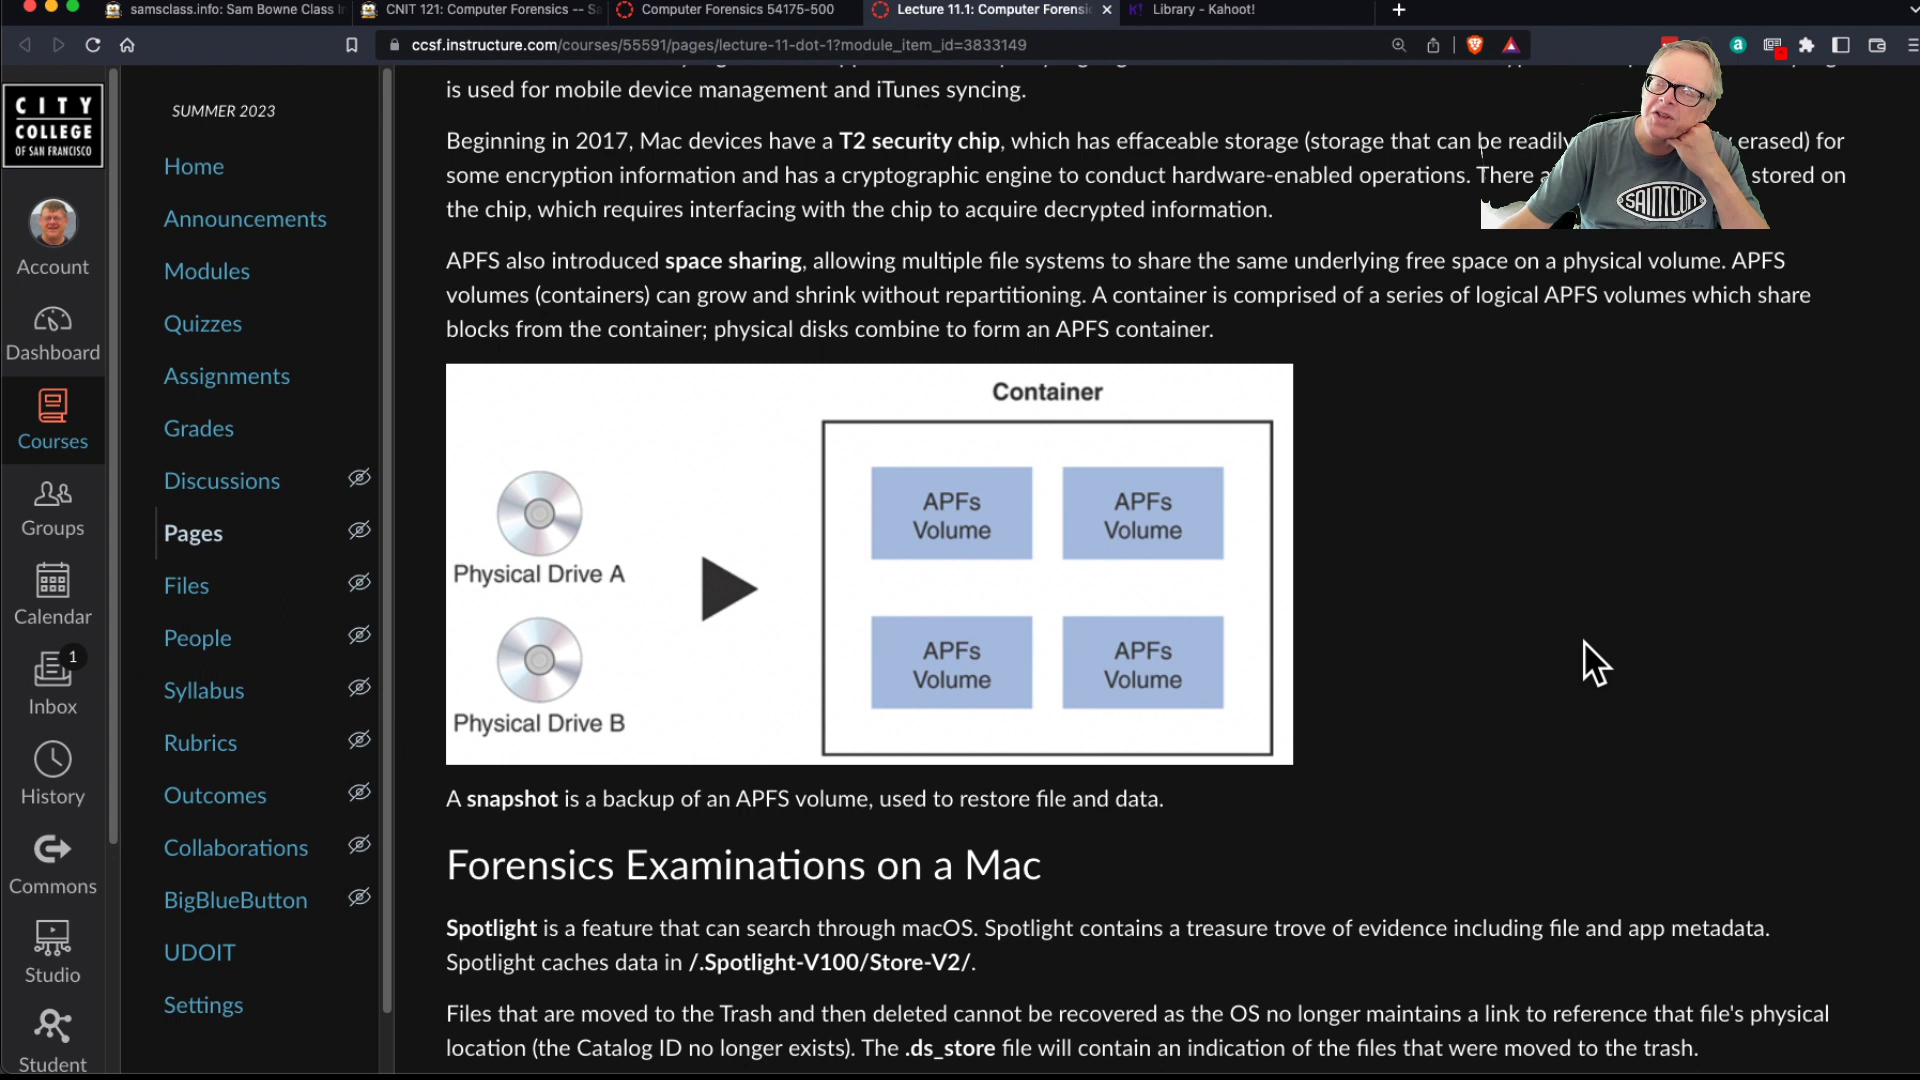 samsclass.info: Sam Bowne Class In
CNIT 121: Computer Forensics -- Sa
Computer Forensics 54175-500
Lecture 11.1: Computer Forensi
K!
Library - Kahoot!
ccsf.instructure.com/courses/55591/pages/lecture-11-dot-1?module_item_id=3833149
CITY
COLLEGE
OF SAN FRANCISCO
Account
Dashboard
Courses
Groups
Calendar
1
Inbox
History
Commons
Studio
Student
SUMMER 2023
Home
Announcements
Modules
Quizzes
Assignments
Grades
Discussions
Pages
Files
People
Syllabus
Rubrics
Outcomes
Collaborations
BigBlueButton
UDOIT
Settings
is used for mobile device management and iTunes syncing.
Beginning in 2017, Mac devices have a T2 security chip, which has effaceable storage (storage that can be readily erased) for
some encryption information and has a cryptographic engine to conduct hardware-enabled operations. There stored on
the chip, which requires interfacing with the chip to acquire decrypted information.
SAINTCON
APFS also introduced space sharing, allowing multiple file systems to share the same underlying free space on a physical volume. APFS
volumes (containers) can grow and shrink without repartitioning. A container is comprised of a series of logical APFS volumes which share
blocks from the container; physical disks combine to form an APFS container.
Container
APFs
Volume
APFs
Volume
Physical Drive A
APFs
Volume
APFs
Volume
Physical Drive B
A snapshot is a backup of an APFS volume, used to restore file and data.
Forensics Examinations on a Mac
Spotlight is a feature that can search through macOS. Spotlight contains a treasure trove of evidence including file and app metadata.
Spotlight caches data in /.Spotlight-V100/Store-V2/.
Files that are moved to the Trash and then deleted cannot be recovered as the OS no longer maintains a link to reference that file's physical
location (the Catalog ID no longer exists). The .ds_store file will contain an indication of the files that were moved to the trash.